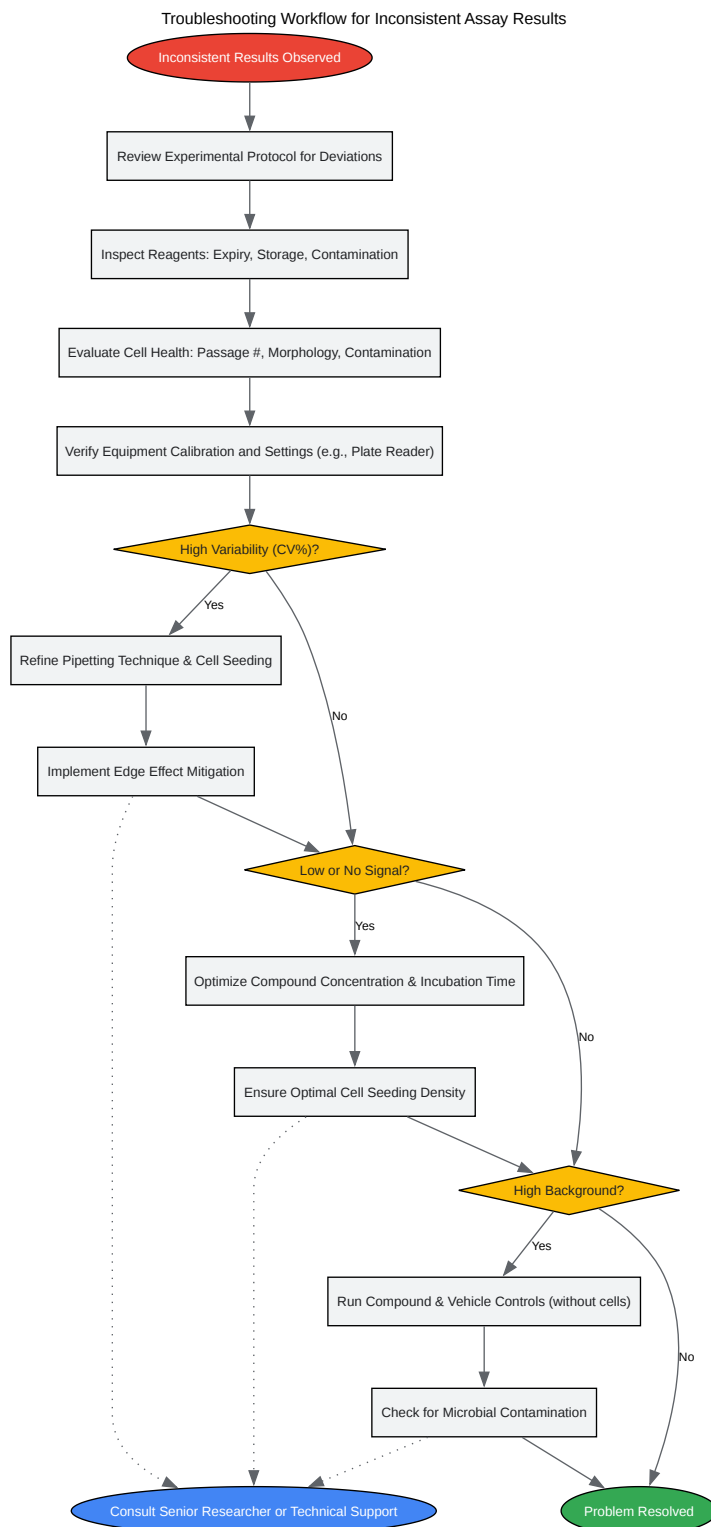 Troubleshooting Workflow for Inconsistent Assay Results
Inconsistent Results Observed
Review Experimental Protocol for Deviations
Inspect Reagents: Expiry, Storage, Contamination
Evaluate Cell Health: Passage #, Morphology, Contamination
Verify Equipment Calibration and Settings (e.g., Plate Reader)
High Variability (CV%)?
Yes
Refine Pipetting Technique & Cell Seeding
No
Implement Edge Effect Mitigation
Low or No Signal?
Yes
Optimize Compound Concentration & Incubation Time
No
Ensure Optimal Cell Seeding Density
High Background?
Yes
Run Compound & Vehicle Controls (without cells)
No
Check for Microbial Contamination
Consult Senior Researcher or Technical Support
Problem Resolved